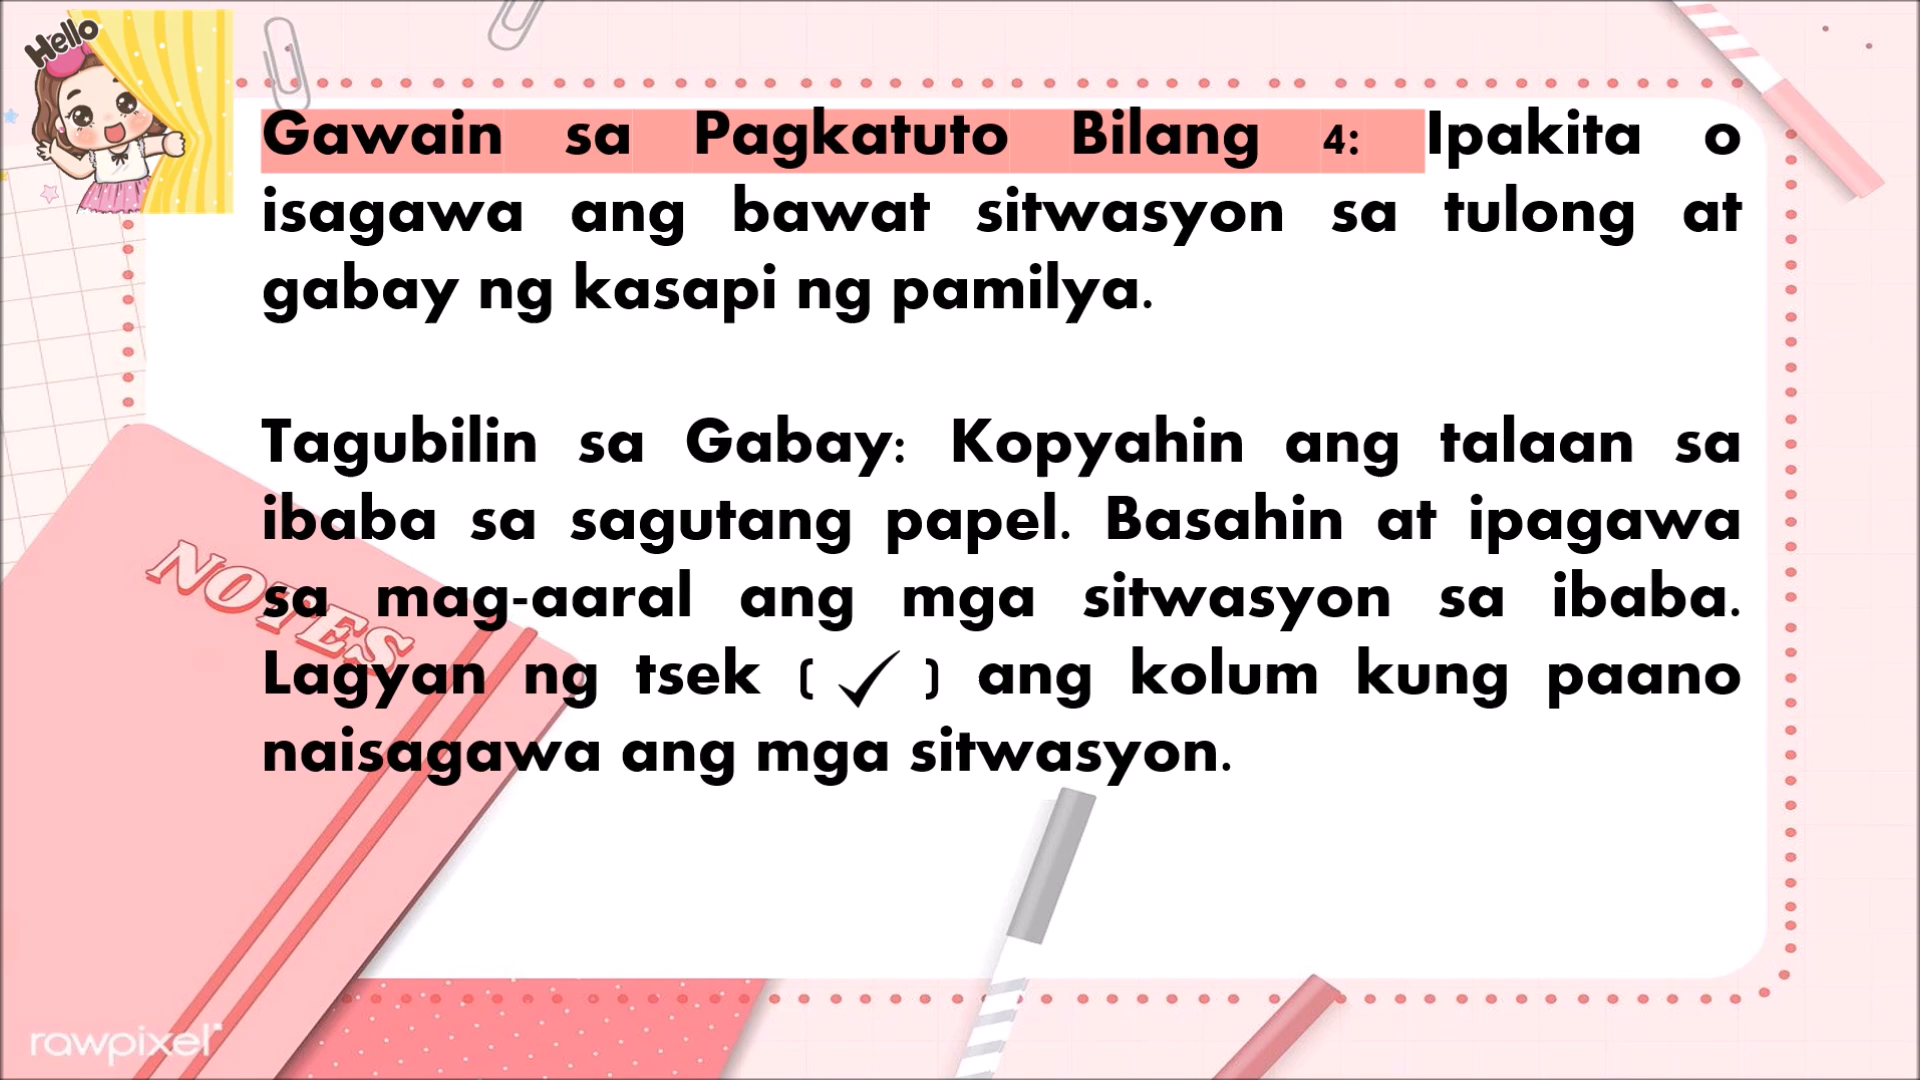 Hello
Gawain sa Pagkatuto Bilang 4: Ipakita o
isagawa ang bawat sitwasyon sa tulong at
gabay ng kasapi ng pamilya.
Tagubilin sa Gabay: Kopyahin ang talaan sa
ibaba sa sagutang papel. Basahin at ipagawa
sa mag-aaral ang mga sitwasyon sa ibaba.
Lagyan ng tsek ( ✓ ) ang kolum kung paano
naisagawa ang mga sitwasyon.
NOTES
rawpixel